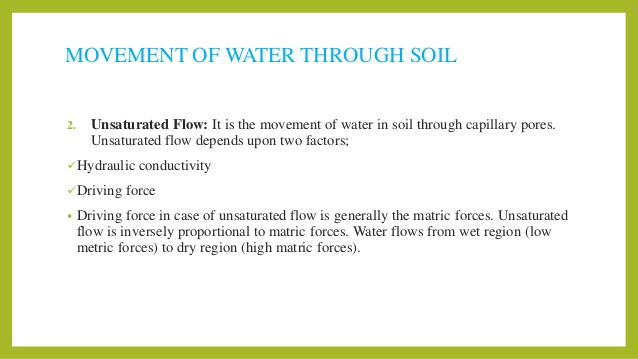 MOVEMENT OF WATER THROUGH SOIL
2. Unsaturated Flow: It is the movement of water in soil through capillary pores.
Unsaturated flow depends upon two factors;
✓Hydraulic conductivity
✓Driving force
• Driving force in case of unsaturated flow is generally the matric forces. Unsaturated
flow is inversely proportional to matric forces. Water flows from wet region (low
metric forces) to dry region (high matric forces).